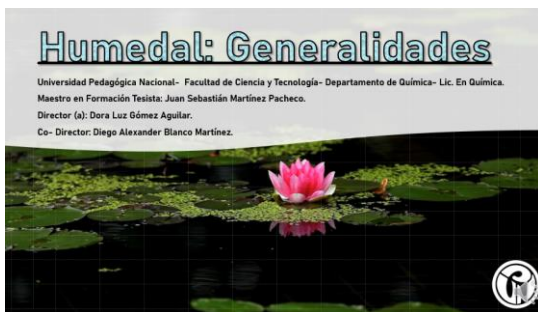 Humedal: Generalidades
Universidad Pedagógica Nacional- Facultad de Ciencia y Tecnología- Departamento de Química- Lic. En Química.
Maestro en Formación Tesista: Juan Sebastián Martínez Pacheco.
Director (a): Dora Luz Gómez Aguilar.
Co- Director: Diego Alexander Blanco Martínez.